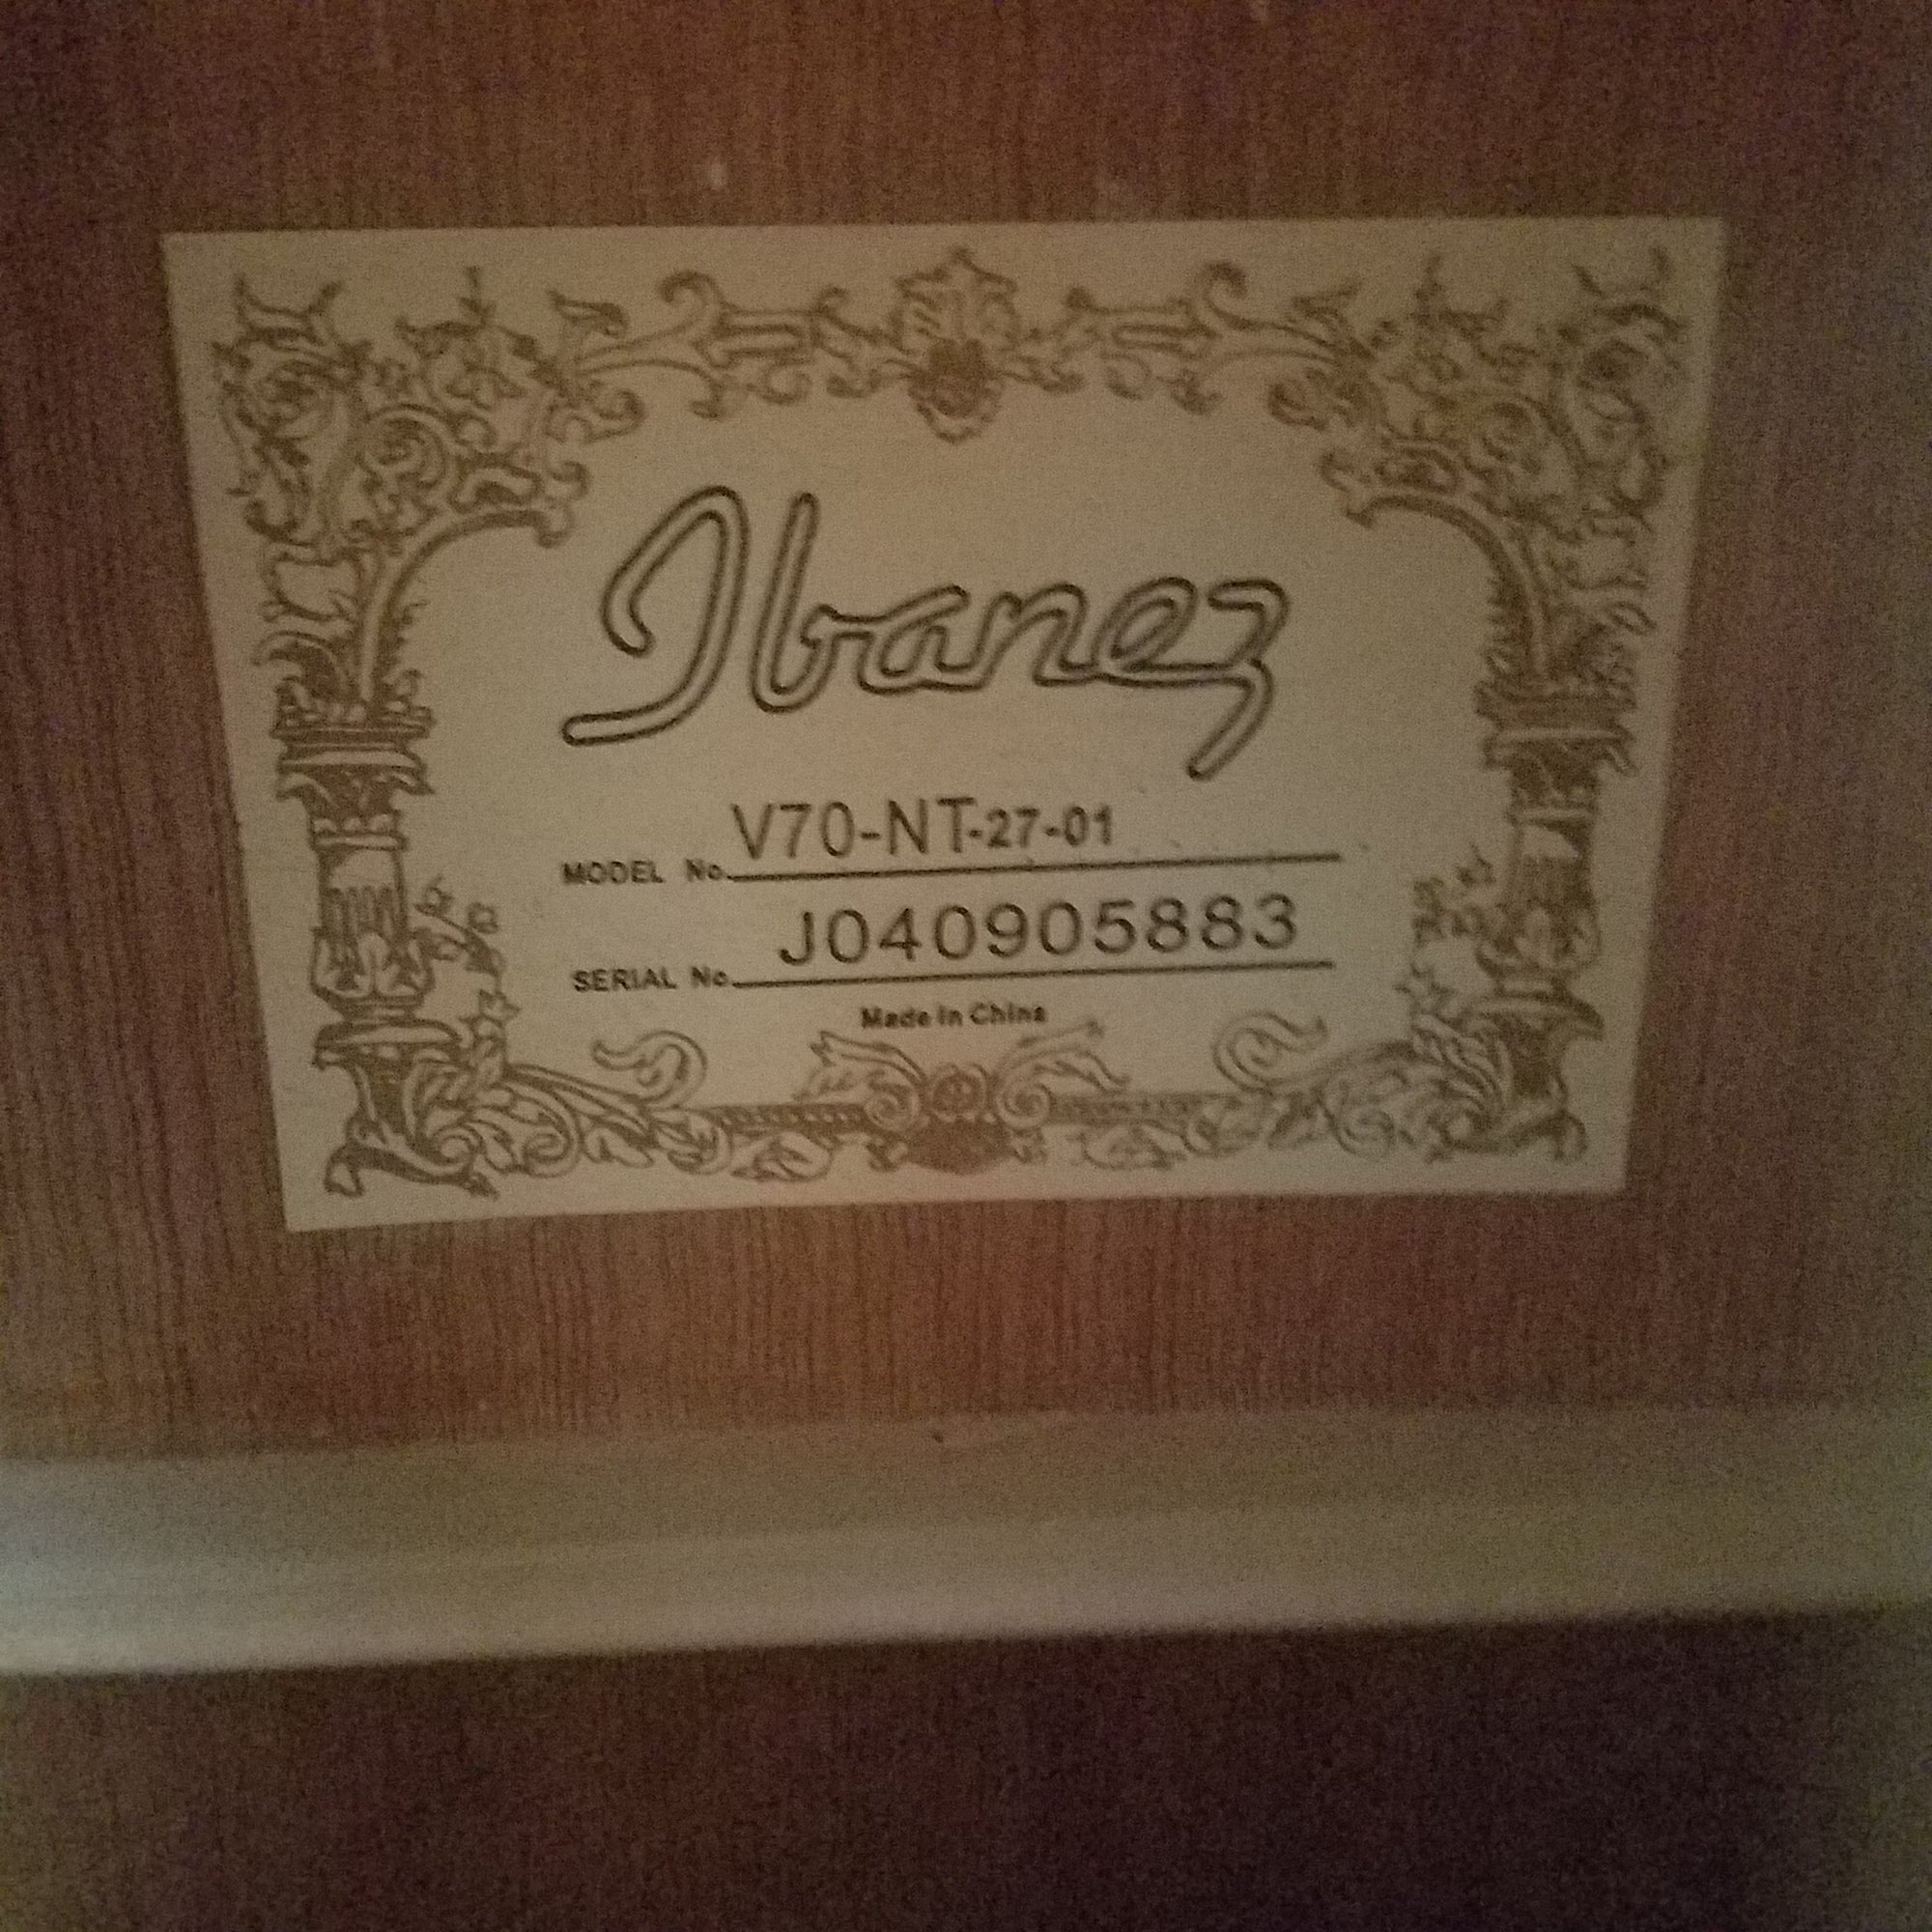 Ibanez
MODEL No. V70-NT-27-01
SERIAL No. J040905883
Made in China